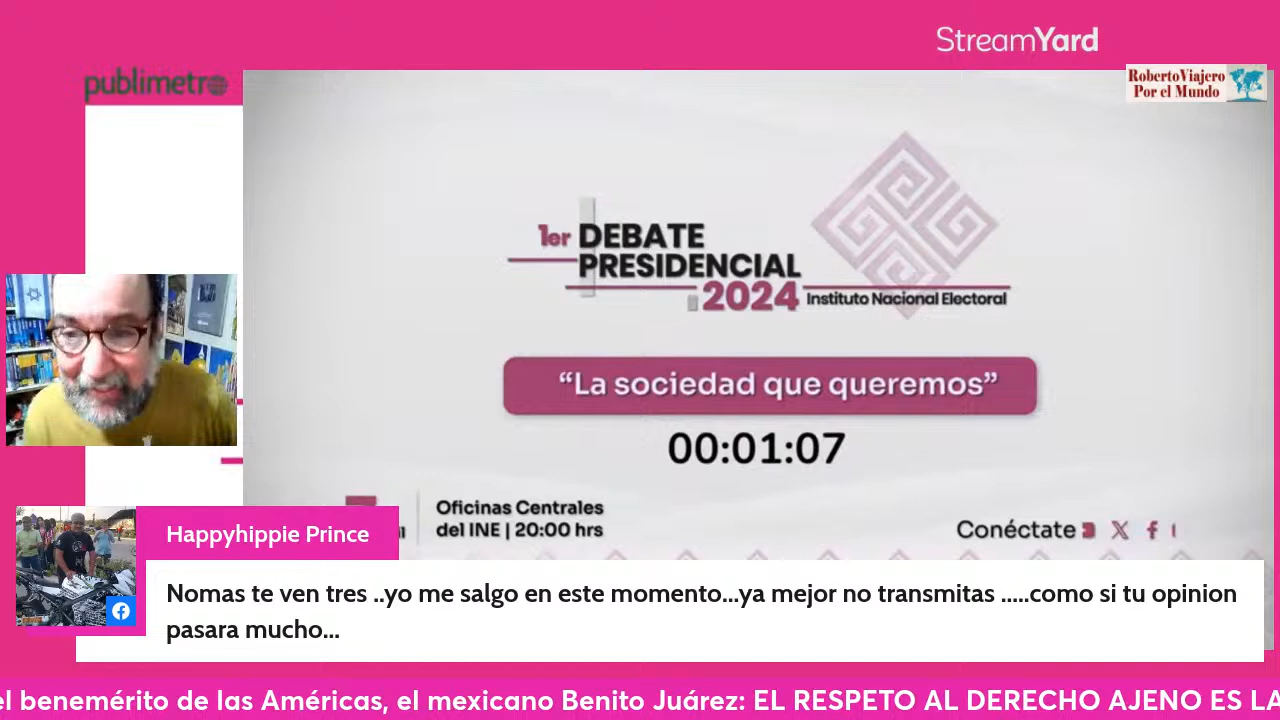 StreamYard
publimetro
RobertoViajero
Por el Mundo
1er DEBATE
PRESIDENCIAL
2024 Instituto Nacional Electoral
“La sociedad que queremos”
00:01:07
Oficinas Centrales
del INE | 20:00 hrs
Conéctate
Happyhippie Prince
Nomas te ven tres ..yo me salgo en este momento...ya mejor no transmitas .....como si tu opinion
pasara mucho...
el benemérito de las Américas, el mexicano Benito Juárez: EL RESPETO AL DERECHO AJENO ES LA